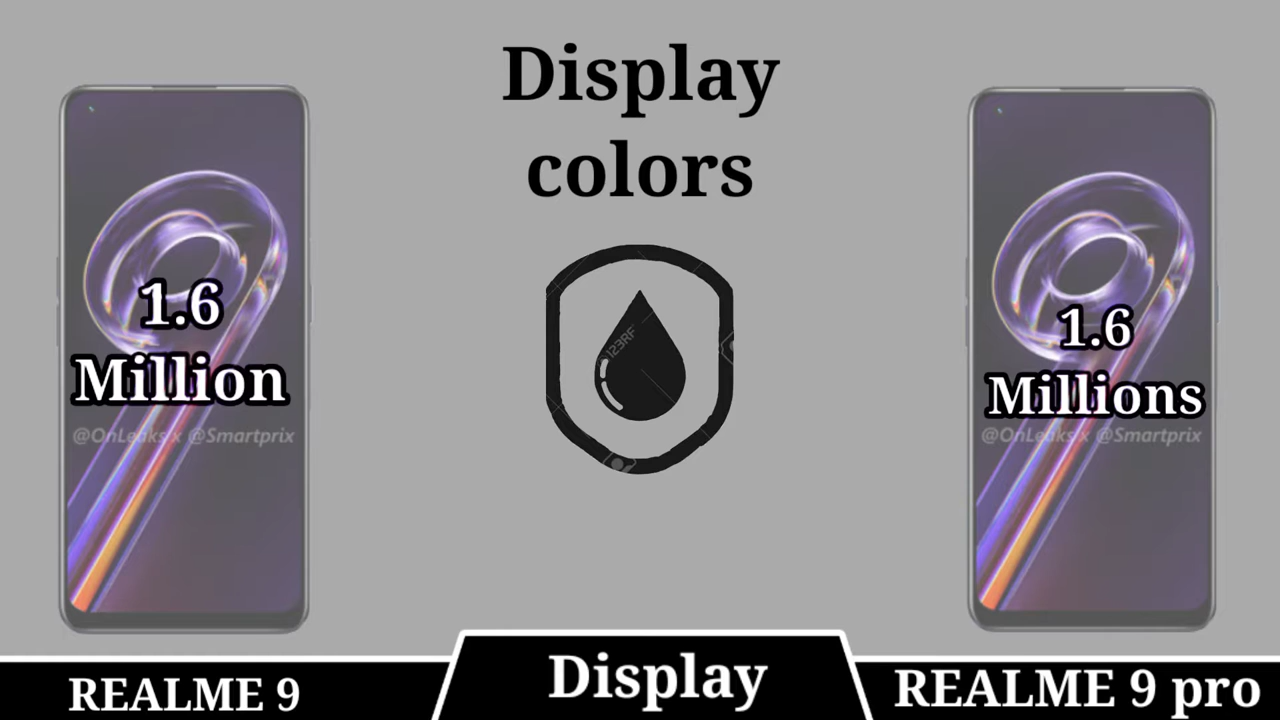 Display
colors
1.6
Million
@OnLeaks x @Smartprix
123RF
1.6
Millions
@OnLeaks x @Smartprix
REALME 9
Display
REALME 9 pro